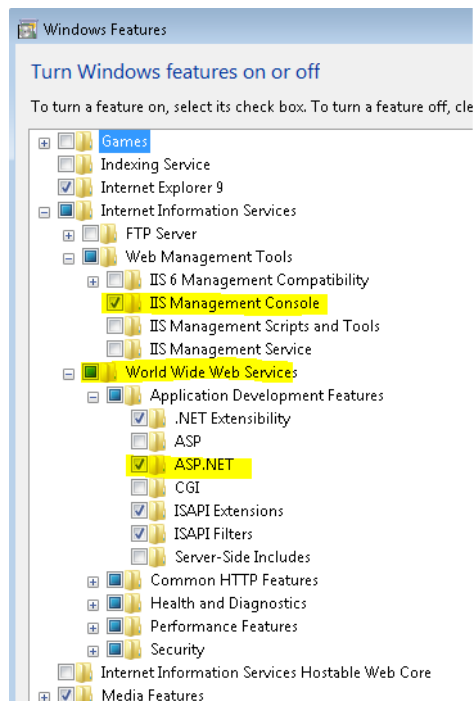 Windows Features
Turn Windows features on or off
To turn a feature on, select its check box. To turn a feature off, cle
Games
Indexing Service
Internet Explorer 9
Internet Information Services
FTP Server
Web Management Tools
IIS 6 Management Compatibility
IIS Management Console
IIS Management Scripts and Tools
IIS Management Service
World Wide Web Services
Application Development Features
.NET Extensibility
ASP
ASP.NET
CGI
ISAPI Extensions
ISAPI Filters
Server-Side Includes
Common HTTP Features
Health and Diagnostics
Performance Features
Security
Internet Information Services Hostable Web Core
Media Features